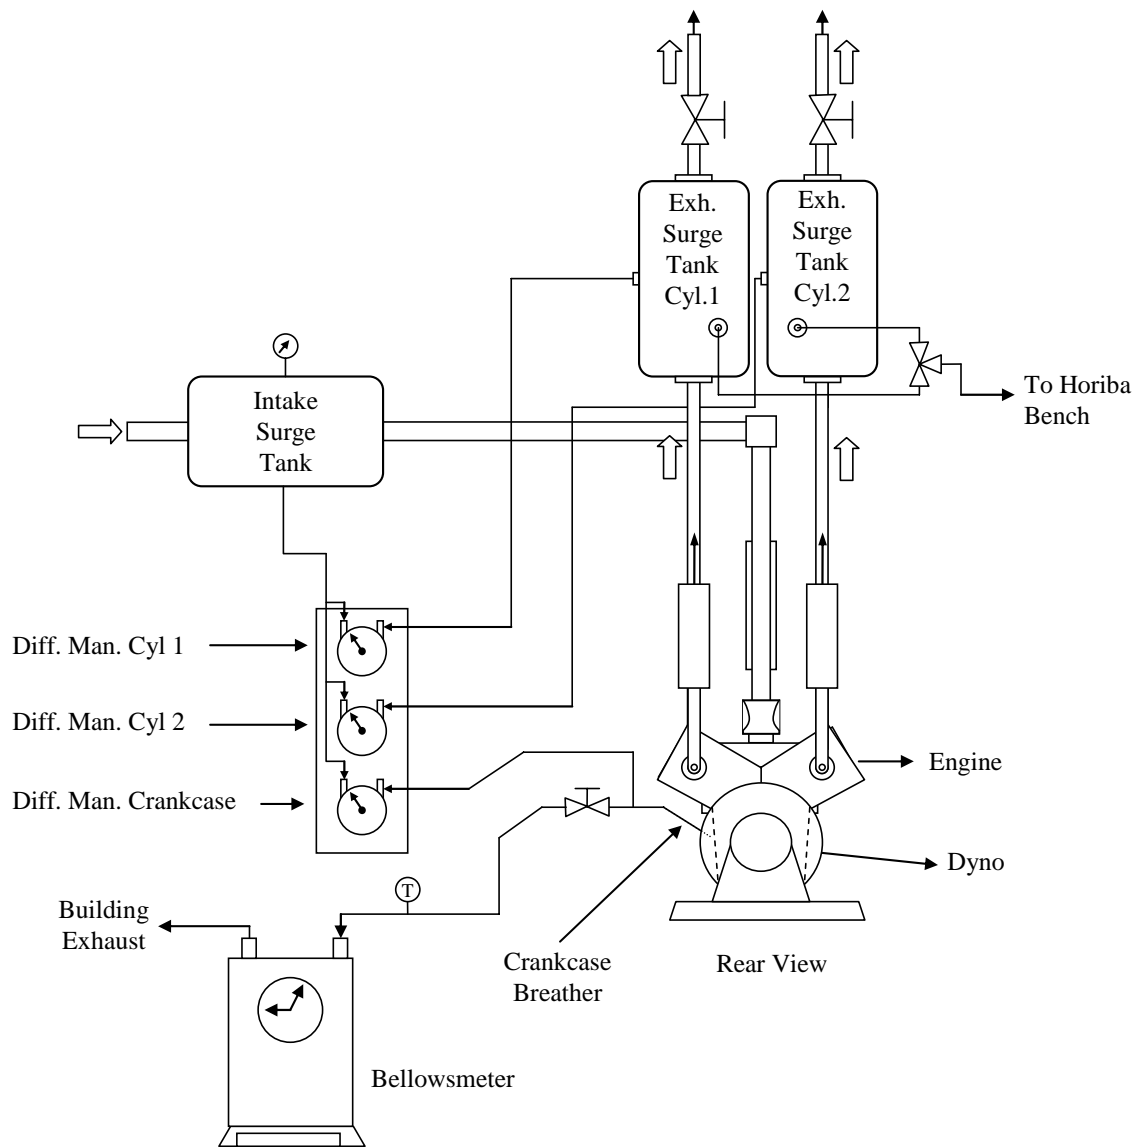 Exh.
Surge
Tank
Cyl.1
Exh.
Surge
Tank
Cyl.2
Intake
Surge
Tank
To Horiba
Bench
Diff. Man. Cyl 1
Diff. Man. Cyl 2
Diff. Man. Crankcase
Engine
Dyno
T
Building
Exhaust
Crankcase
Breather
Rear View
Bellowsmeter